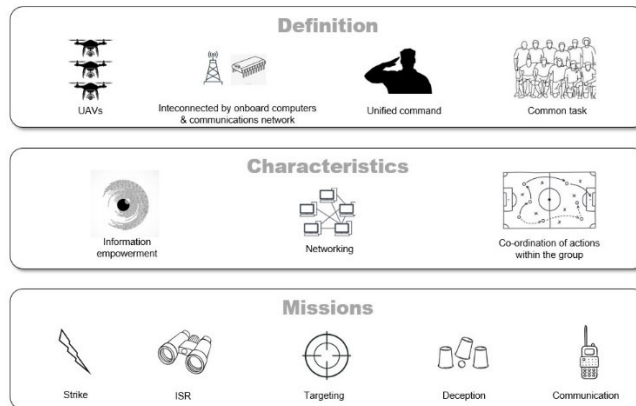 Definition
UAVs
Inteconnected by onboard computers
& communications network
Unified command
Common task
Characteristics
Information
empowerment
Networking
Co-ordination of actions
within the group
Missions
Strike
ISR
Targeting
Deception
Communication